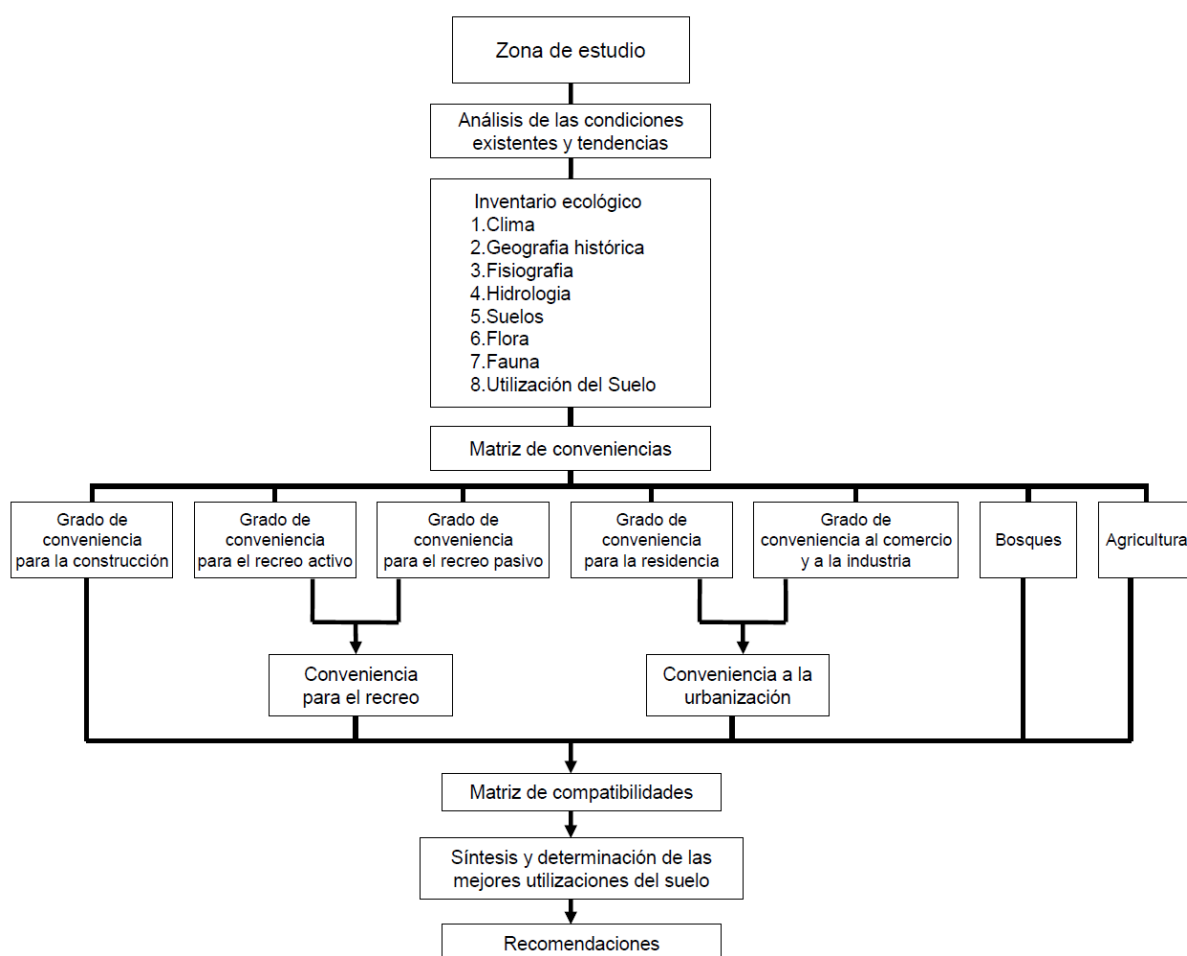 Zona de estudio
Análisis de las condiciones
existentes y tendencias
Inventario ecológico
1.Clima
2.Geografia histórica
3.Fisiografia
4.Hidrologia
5.Suelos
6.Flora
7.Fauna
8.Utilización del Suelo
Matriz de conveniencias
Grado de
conveniencia
para la construcción
Grado de
conveniencia
para el recreo activo
Grado de
conveniencia
para el recreo pasivo
Grado de
conveniencia
para la residencia
Grado de
conveniencia al comercio
y a la industria
Bosques
Agricultura
Conveniencia
para el recreo
Conveniencia a la
urbanización
Matriz de compatibilidades
Síntesis y determinación de las
mejores utilizaciones del suelo
Recomendaciones